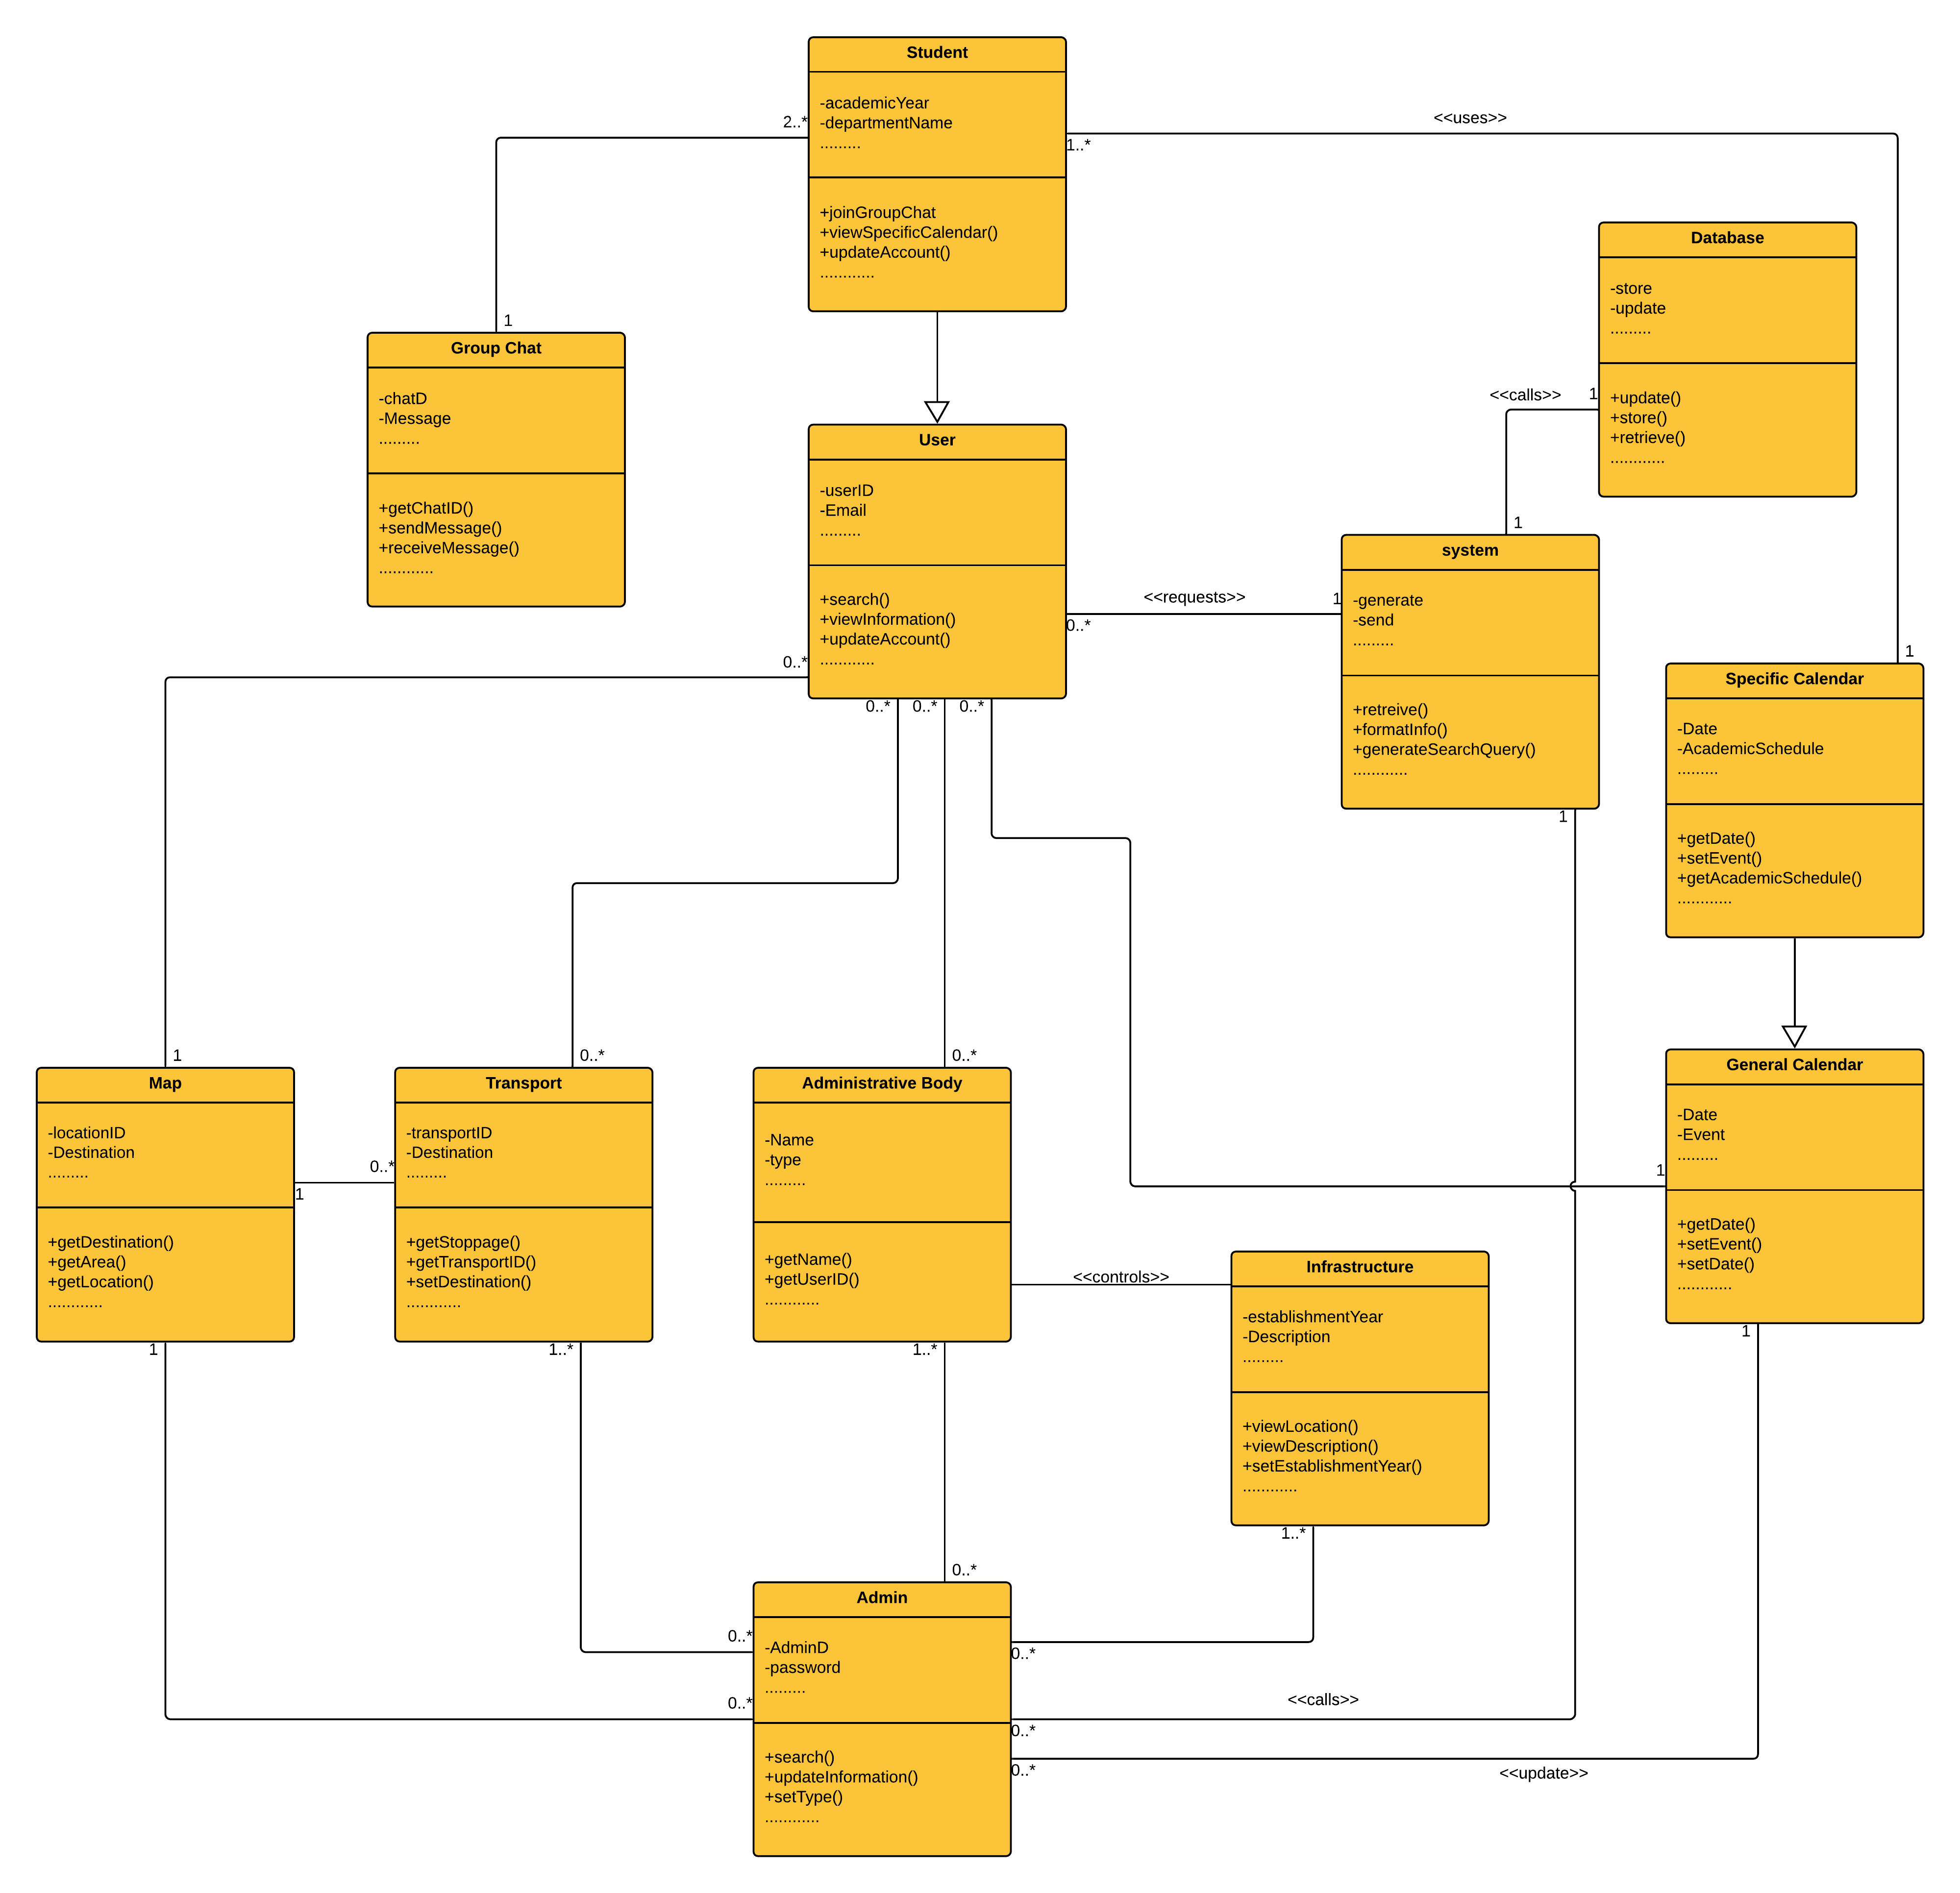 Student
-academicYear
-departmentName
.........
+joinGroupChat
+viewSpecificCalendar()
+updateAccount()
............
2..*
1..*
<<uses>>
1
1
Group Chat
-chatD
-Message
.........
+getChatID()
+sendMessage()
+receiveMessage()
............
Database
-store
-update
.........
+update()
+store()
+retrieve()
............
<<calls>>
1
1
User
-userID
-Email
.........
+search()
+viewInformation()
+updateAccount()
............
<<requests>>
1
0..*
0..*
0..*
0..*
0..*
system
-generate
-send
.........
+retreive()
+formatInfo()
+generateSearchQuery()
............
1
Specific Calendar
-Date
-AcademicSchedule
.........
+getDate()
+setEvent()
+getAcademicSchedule()
............
1
0..*
0..*
Map
-locationID
-Destination
.........
+getDestination()
+getArea()
+getLocation()
............
1
0..*
1
Transport
-transportID
-Destination
.........
+getStoppage()
+getTransportID()
+setDestination()
............
1..*
Administrative Body
-Name
-type
.........
+getName()
+getUserID()
............
1..*
<<controls>>
General Calendar
-Date
-Event
.........
+getDate()
+setEvent()
+setDate()
............
1
1
Infrastructure
-establishmentYear
-Description
.........
+viewLocation()
+viewDescription()
+setEstablishmentYear()
............
1..*
0..*
Admin
-AdminD
-password
.........
+search()
+updateInformation()
+setType()
............
0..*
0..*
0..*
<<calls>>
0..*
0..*
<<update>>